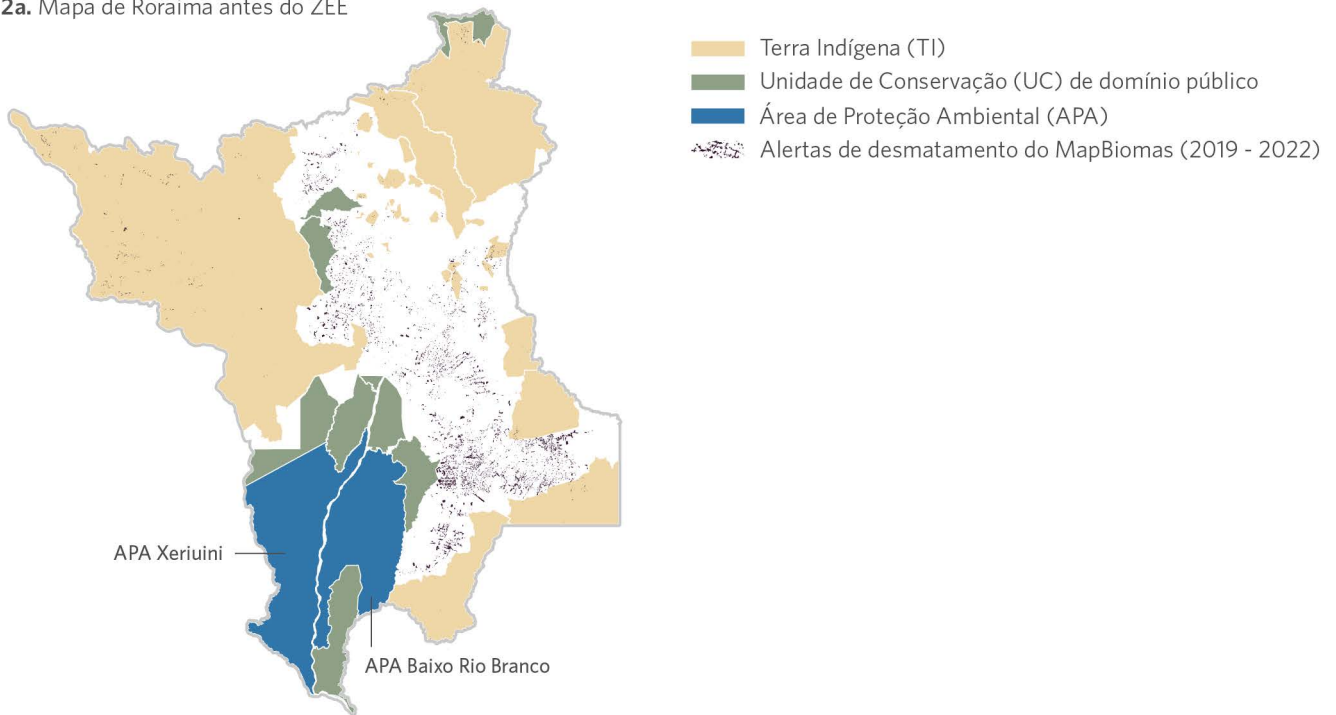 2a. Mapa de Roraima antes do ZEE
Terra Indígena (TI)
Unidade de Conservação (UC) de domínio público
Área de Proteção Ambiental (APA)
Alertas de desmatamento do MapBiomas (2019 - 2022)
APA Xeriuini
APA Baixo Rio Branco